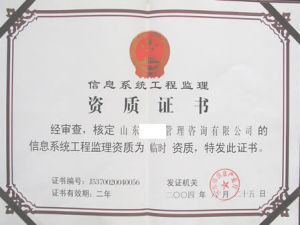 信息系统工程监理
资质证书
经审查，核定山东 管理咨询有限公司的
信息系统工程监理资质为临时资质，特发此证书。
证书编号：J5370020040056 发证机关
证书有效期：二年 二〇〇四年 月 十五日